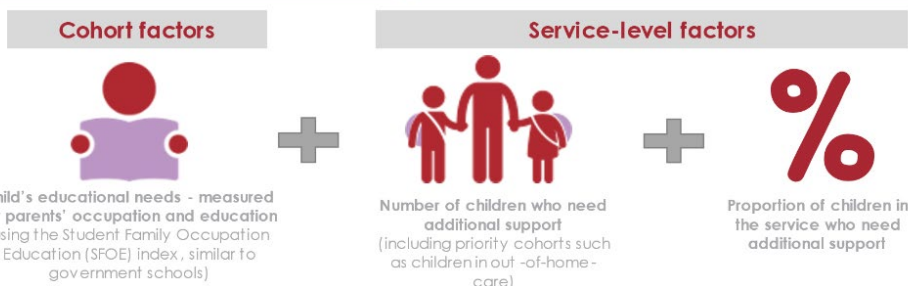 Cohort factors
Service-level factors
%
hild's educational needs - measured
parents' occupation and education
sing the Student Family Occupation
Education (SFOE) index, similar to
government schools)
Number of children who need
additional support
(including priority cohorts such
as children in out -of-home-
care)
Proportion of children in
the service who need
additional support